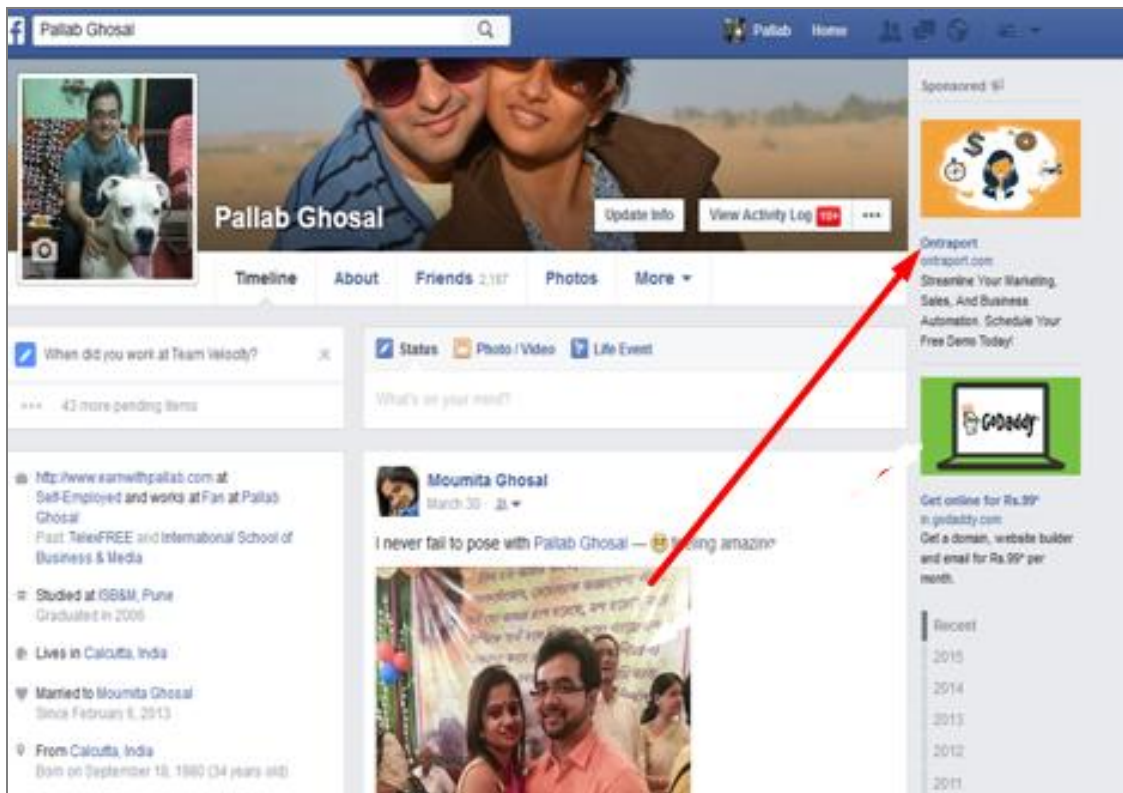 f
Pallab Ghosal
Pallab Home
Pallab Ghosal
Update Info
View Activity Log 10+
Timeline About Friends 2,187 Photos More
When did you work at Team Velocity?
43 more pending items
http://www.earnwithpallab.com at
Self-Employed and works at Fan at Pallab
Ghosal
Past: TelexFREE and International School of
Business & Media
Studied at ISB&M, Pune
Graduated in 2006
Lives in Calcutta, India
Married to Moumita Ghosal
Since February 6, 2013
From Calcutta, India
Born on September 18, 1980 (34 years old)
Status Photo / Video Life Event
What's on your mind?
Moumita Ghosal
March 30
I never fail to pose with Pallab Ghosal — feeling amazing
Sponsored
Ontraport
ontraport.com
Streamline Your Marketing,
Sales, And Business
Automation. Schedule Your
Free Demo Today!
GoDaddy
Get online for Rs.99*
in.godaddy.com
Get a domain, website builder
and email for Rs.99* per
month.
Recent
2015
2014
2013
2012
2011